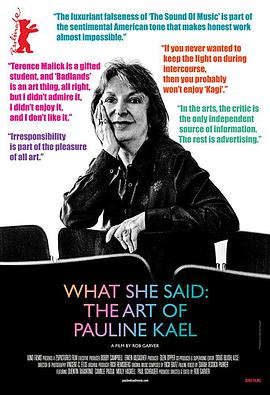 "The luxuriant falseness of 'The Sound Of Music' is part of
the sentimental American tone that makes honest work
almost impossible."
"Terence Malick is a gifted
student, and 'Badlands'
is an art thing, all right,
but I didn't admire it,
I didn't enjoy it,
and I don't like it."
"If you never wanted to
keep the light on during
intercourse,
then you probably
won't enjoy 'Kagi'."
"In the arts, the critic is
the only independent
source of information.
The rest is advertising."
"Irresponsibility
is part of the pleasure
of all art."
WHAT SHE SAID:
THE ART OF
PAULINE KAEL
A FILM BY ROB GARVER